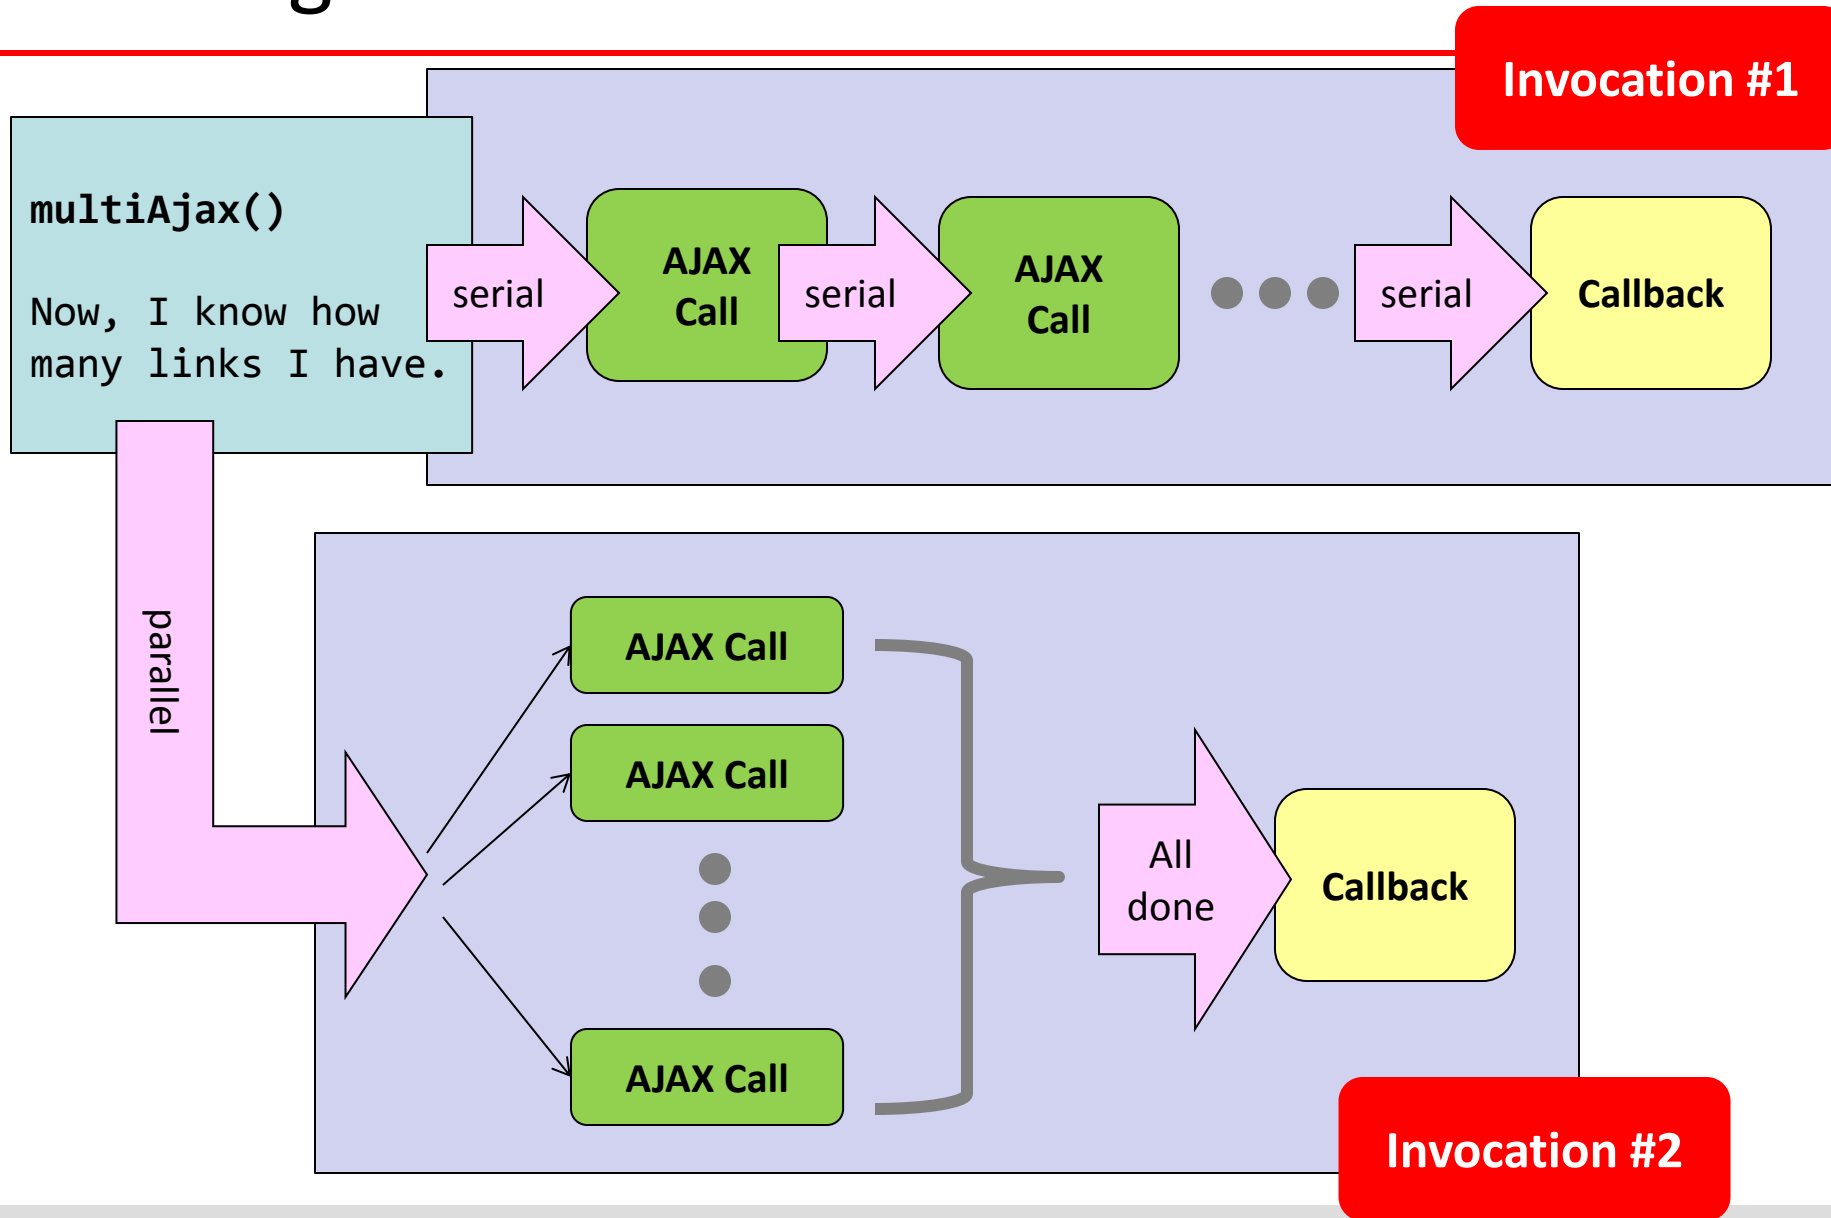 Invocation #1
multiAjax()
Now, I know how
many links I have.
serial
AJAX
Call
serial
AJAX
Call
serial
Callback
parallel
AJAX Call
AJAX Call
AJAX Call
All
done
Callback
Invocation #2